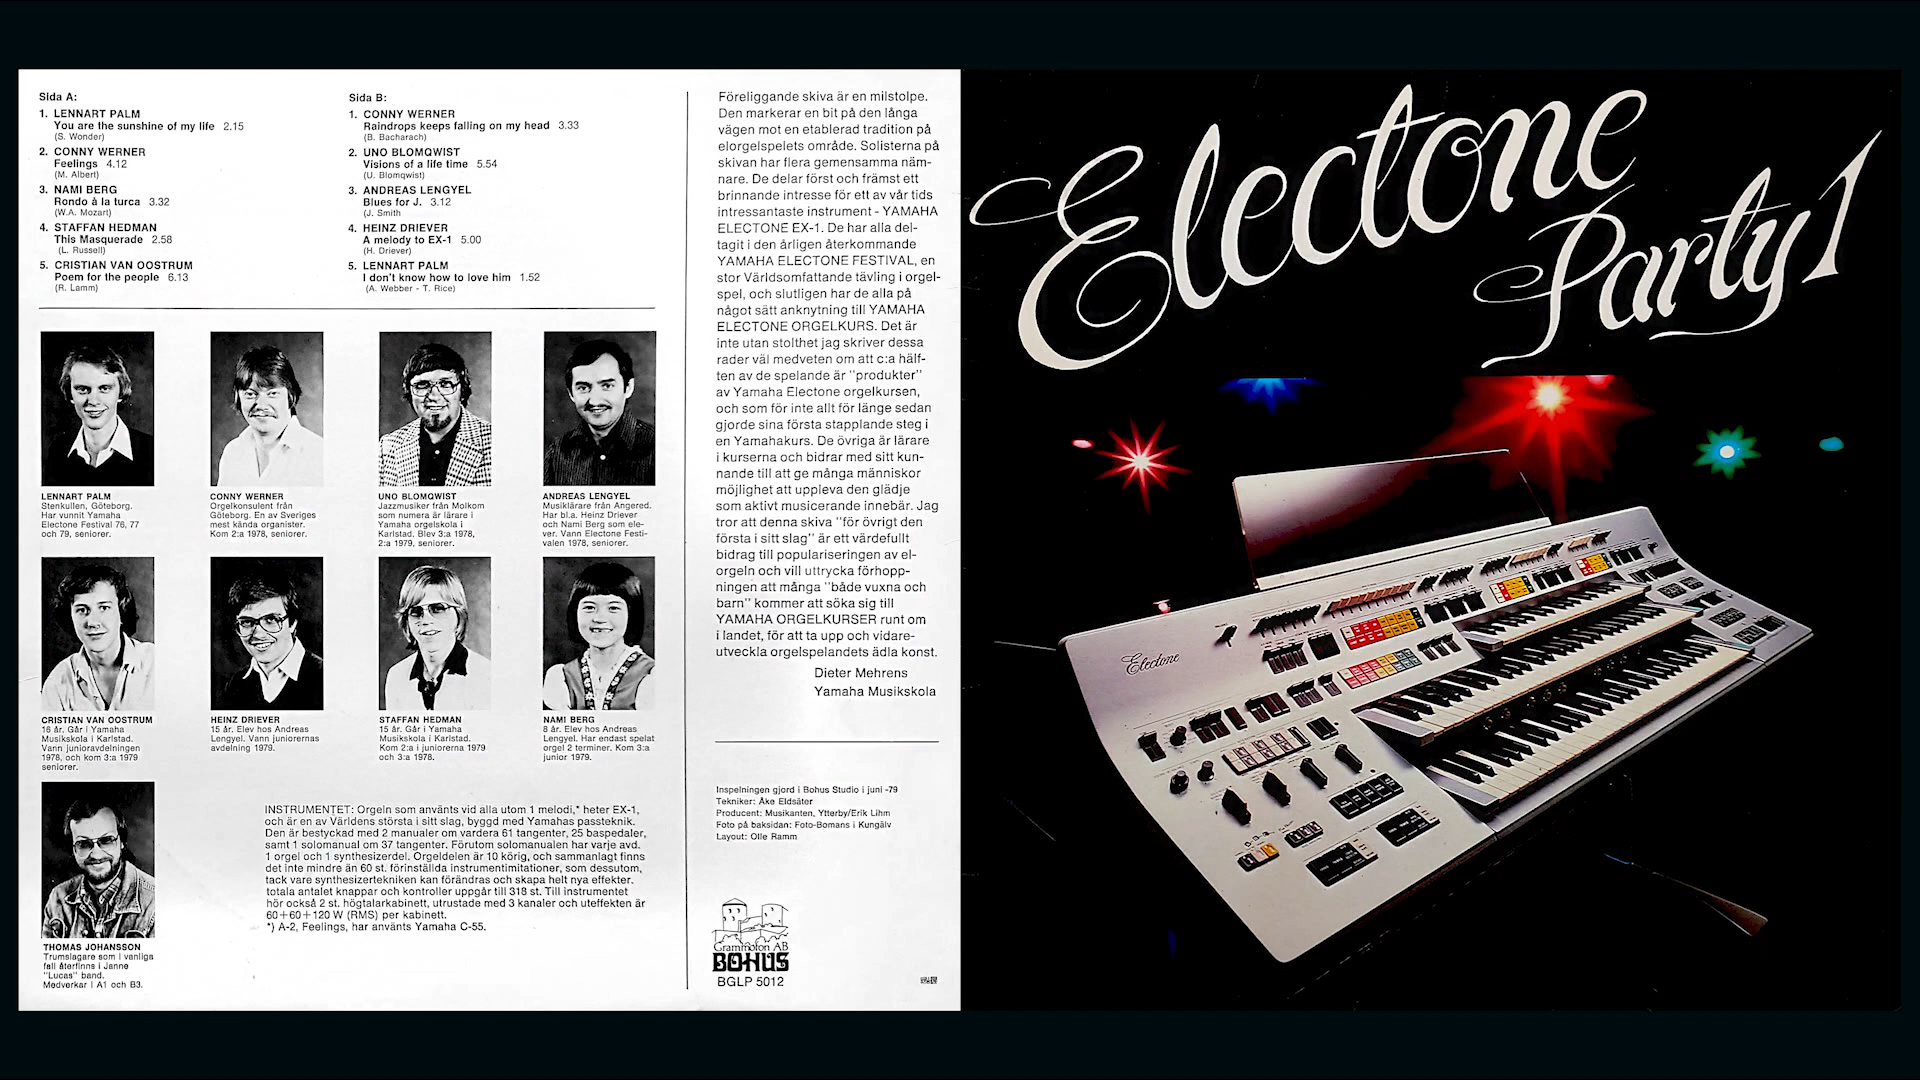 Sida A:
1. LENNART PALM
You are the sunshine of my life 2.15
(S. Wonder)
2. CONNY WERNER
Feelings 4.12
(M. Albert)
3. NAMI BERG
Rondo à la turca 3.32
(W.A. Mozart)
4. STAFFAN HEDMAN
This Masquerade 2.58
(L. Russell)
5. CRISTIAN VAN OOSTRUM
Poem for the people 6.13
(R. Lamm)
Sida B:
1. CONNY WERNER
Raindrops keeps falling on my head 3.33
(B. Bacharach)
2. UNO BLOMQWIST
Visions of a life time 5.54
(U. Blomqwist)
3. ANDREAS LENGYEL
Blues for J. 3.12
(J. Smith
4. HEINZ DRIEVER
A melody to EX-1 5.00
(H. Driever)
5. LENNART PALM
I don't know how to love him 1.52
(A. Webber - T. Rice)
LENNART PALM
Stenkullen, Göteborg.
Har vunnit Yamaha
Electone Festival 76, 77
och 79, seniorer.
CONNY WERNER
Orgelkonsulent från
Göteborg. En av Sveriges
mest kända organister.
Kom 2:a 1978, seniorer.
UNO BLOMQWIST
Jazzmusiker från Molkom
som numera är lärare i
Yamaha orgelskola i
Karlstad. Blev 3:a 1978,
2:a 1979, seniorer.
ANDREAS LENGYEL
Musiklärare från Angered.
Har bl.a. Heinz Driever
och Nami Berg som ele-
ver. Vann Electone Festi-
valen 1978, seniorer.
CRISTIAN VAN OOSTRUM
16 år. Går i Yamaha
Musikskola i Karlstad.
Vann junioravdelningen
1978, och kom 3:a 1979
seniorer.
HEINZ DRIEVER
15 år. Elev hos Andreas
Lengyel. Vann juniorernas
avdelning 1979.
STAFFAN HEDMAN
15 år. Går i Yamaha
Musikskola i Karlstad.
Kom 2:a i juniorerna 1979
och 3:a 1978.
NAMI BERG
8 år. Elev hos Andreas
Lengyel. Har endast spelat
orgel 2 terminer. Kom 3:a
junior 1979.
THOMAS JOHANSSON
Trumslagare som i vanliga
fall återfinns i Janne
"Lucas" band.
Medverkar i A1 och B3.
INSTRUMENTET: Orgeln som använts vid alla utom 1 melodi,* heter EX-1,
och är en av Världens största i sitt slag, byggd med Yamahas passteknik.
Den är bestyckad med 2 manualer om vardera 61 tangenter, 25 baspedaler,
samt 1 solomanual om 37 tangenter. Förutom solomanualen har varje avd.
1 orgel och 1 synthesizerdel. Orgeldelen är 10 körig, och sammanlagt finns
det inte mindre än 60 st. förinställda instrumentimitationer, som dessutom,
tack vare synthesizertekniken kan förändras och skapa helt nya effekter.
totala antalet knappar och kontroller uppgår till 318 st. Till instrumentet
hör också 2 st. högtalarkabinett, utrustade med 3 kanaler och uteffekten är
60+60+120 W (RMS) per kabinett.
*) A-2, Feelings, har använts Yamaha C-55.
Föreliggande skiva är en milstolpe.
Den markerar en bit på den långa
vägen mot en etablerad tradition på
elorgelspelets område. Solisterna på
skivan har flera gemensamma näm-
nare. De delar först och främst ett
brinnande intresse för ett av vår tids
intressantaste instrument - YAMAHA
ELECTONE EX-1. De har alla del-
tagit i den årligen återkommande
YAMAHA ELECTONE FESTIVAL, en
stor Världsomfattande tävling i orgel-
spel, och slutligen har de alla på
något sätt anknytning till YAMAHA
ELECTONE ORGELKURS. Det är
inte utan stolthet jag skriver dessa
rader väl medveten om att c:a hälf-
ten av de spelande är "produkter"
av Yamaha Electone orgelkursen,
och som för inte allt för länge sedan
gjorde sina första stapplande steg i
en Yamahakurs. De övriga är lärare
i kurserna och bidrar med sitt kun-
nande till att ge många människor
möjlighet att uppleva den glädje
som aktivt musicerande innebär. Jag
tror att denna skiva "för övrigt den
första i sitt slag" är ett värdefullt
bidrag till populariseringen av el-
orgeln och vill uttrycka förhopp-
ningen att många "både vuxna och
barn" kommer att söka sig till
YAMAHA ORGELKURSER runt om
i landet, för att ta upp och vidare-
utveckla orgelspelandets ädla konst.
Dieter Mehrens
Yamaha Musikskola
Inspelningen gjord i Bohus Studio i juni -79
Tekniker: Åke Eldsäter
Producent: Musikanten, Ytterby/Erik Lihm
Foto på baksidan: Foto-Bomans i Kungälv
Layout: Olle Ramm
Grammofon AB
BOHUS
BGLP 5012
Electone
Party 1
Electone